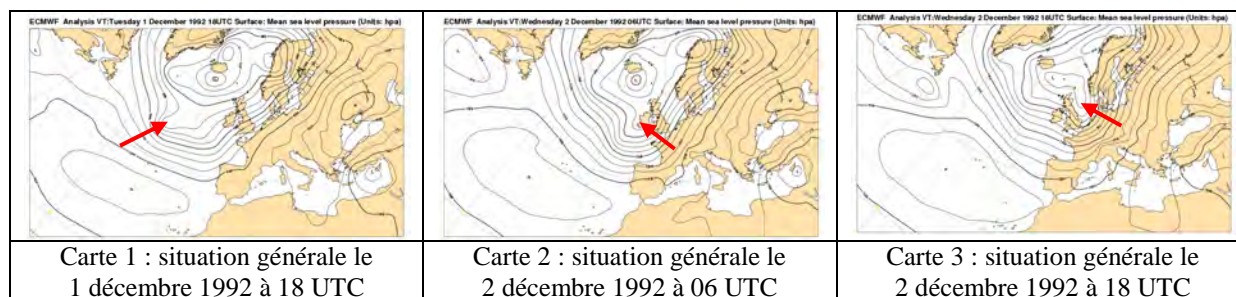 ECMWF Analysis VT:Tuesday 1 December 1992 18UTC Surface: Mean sea level pressure (Units: hpa)
ECMWF Analysis VT:Wednesday 2 December 1992 06UTC Surface: Mean sea level pressure (Units: hpa)
ECMWF Analysis VT:Wednesday 2 December 1992 18UTC Surface: Mean sea level pressure (Units: hpa)
Carte 1 : situation générale le
1 décembre 1992 à 18 UTC
Carte 2 : situation générale le
2 décembre 1992 à 06 UTC
Carte 3 : situation générale le
2 décembre 1992 à 18 UTC